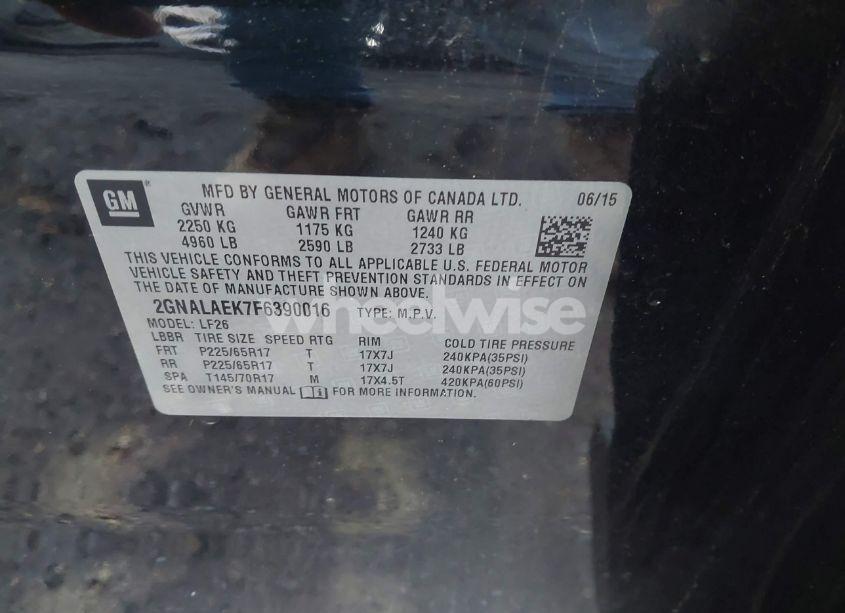 GM
MFD BY GENERAL MOTORS OF CANADA LTD. 06/15
GVWR GAWR FRT GAWR RR
2250 KG 1175 KG 1240 KG
4960 LB 2590 LB 2733 LB
THIS VEHICLE CONFORMS TO ALL APPLICABLE U.S. FEDERAL MOTOR
VEHICLE SAFETY AND THEFT PREVENTION STANDARDS IN EFFECT ON
THE DATE OF MANUFACTURE SHOWN ABOVE.
2GNALAEK7F6390016 TYPE: M.P.V.
wheelwise
MODEL: LF26
LBBR TIRE SIZE SPEED RTG RIM COLD TIRE PRESSURE
FRT P225/65R17 T 17X7J 240KPA(35PSI)
RR P225/65R17 T 17X7J 240KPA(35PSI)
SPA T145/70R17 M 17X4.5T 420KPA(60PSI)
SEE OWNER'S MANUAL FOR MORE INFORMATION.